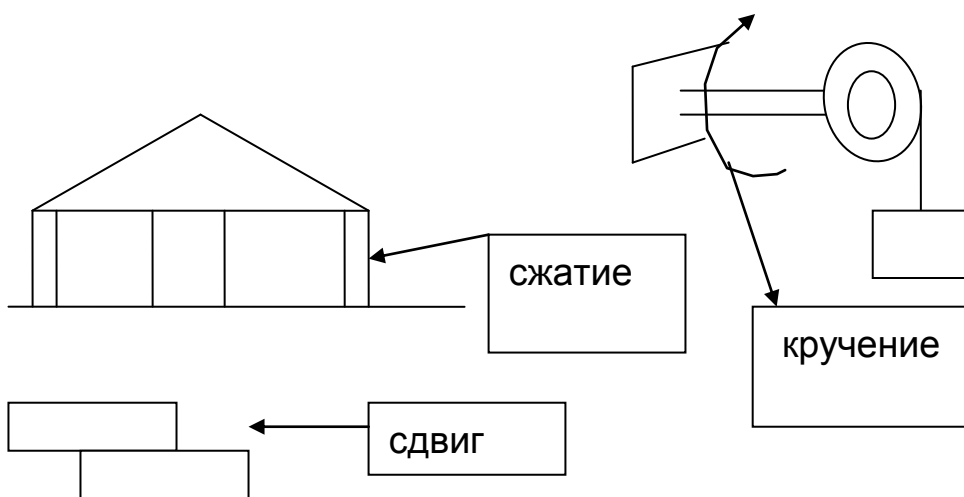 сжатие
кручение
сдвиг